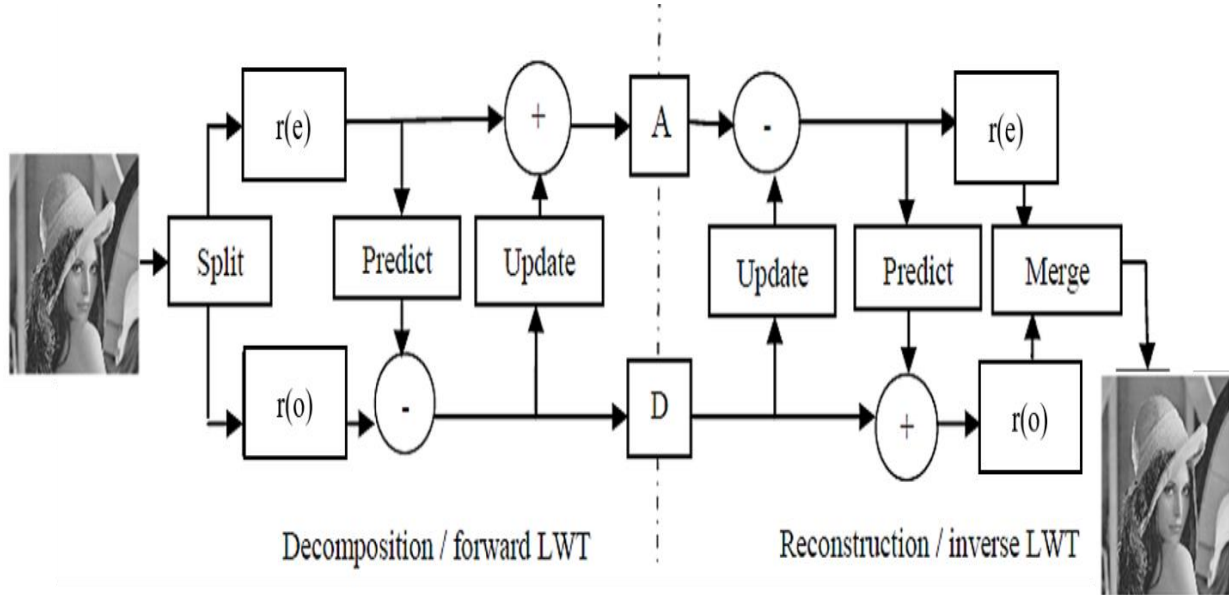 r(e)
+
A
-
r(e)
Split
Predict
Update
Update
Predict
Merge
r(o)
-
D
+
r(o)
Decomposition / forward LWT
Reconstruction / inverse LWT